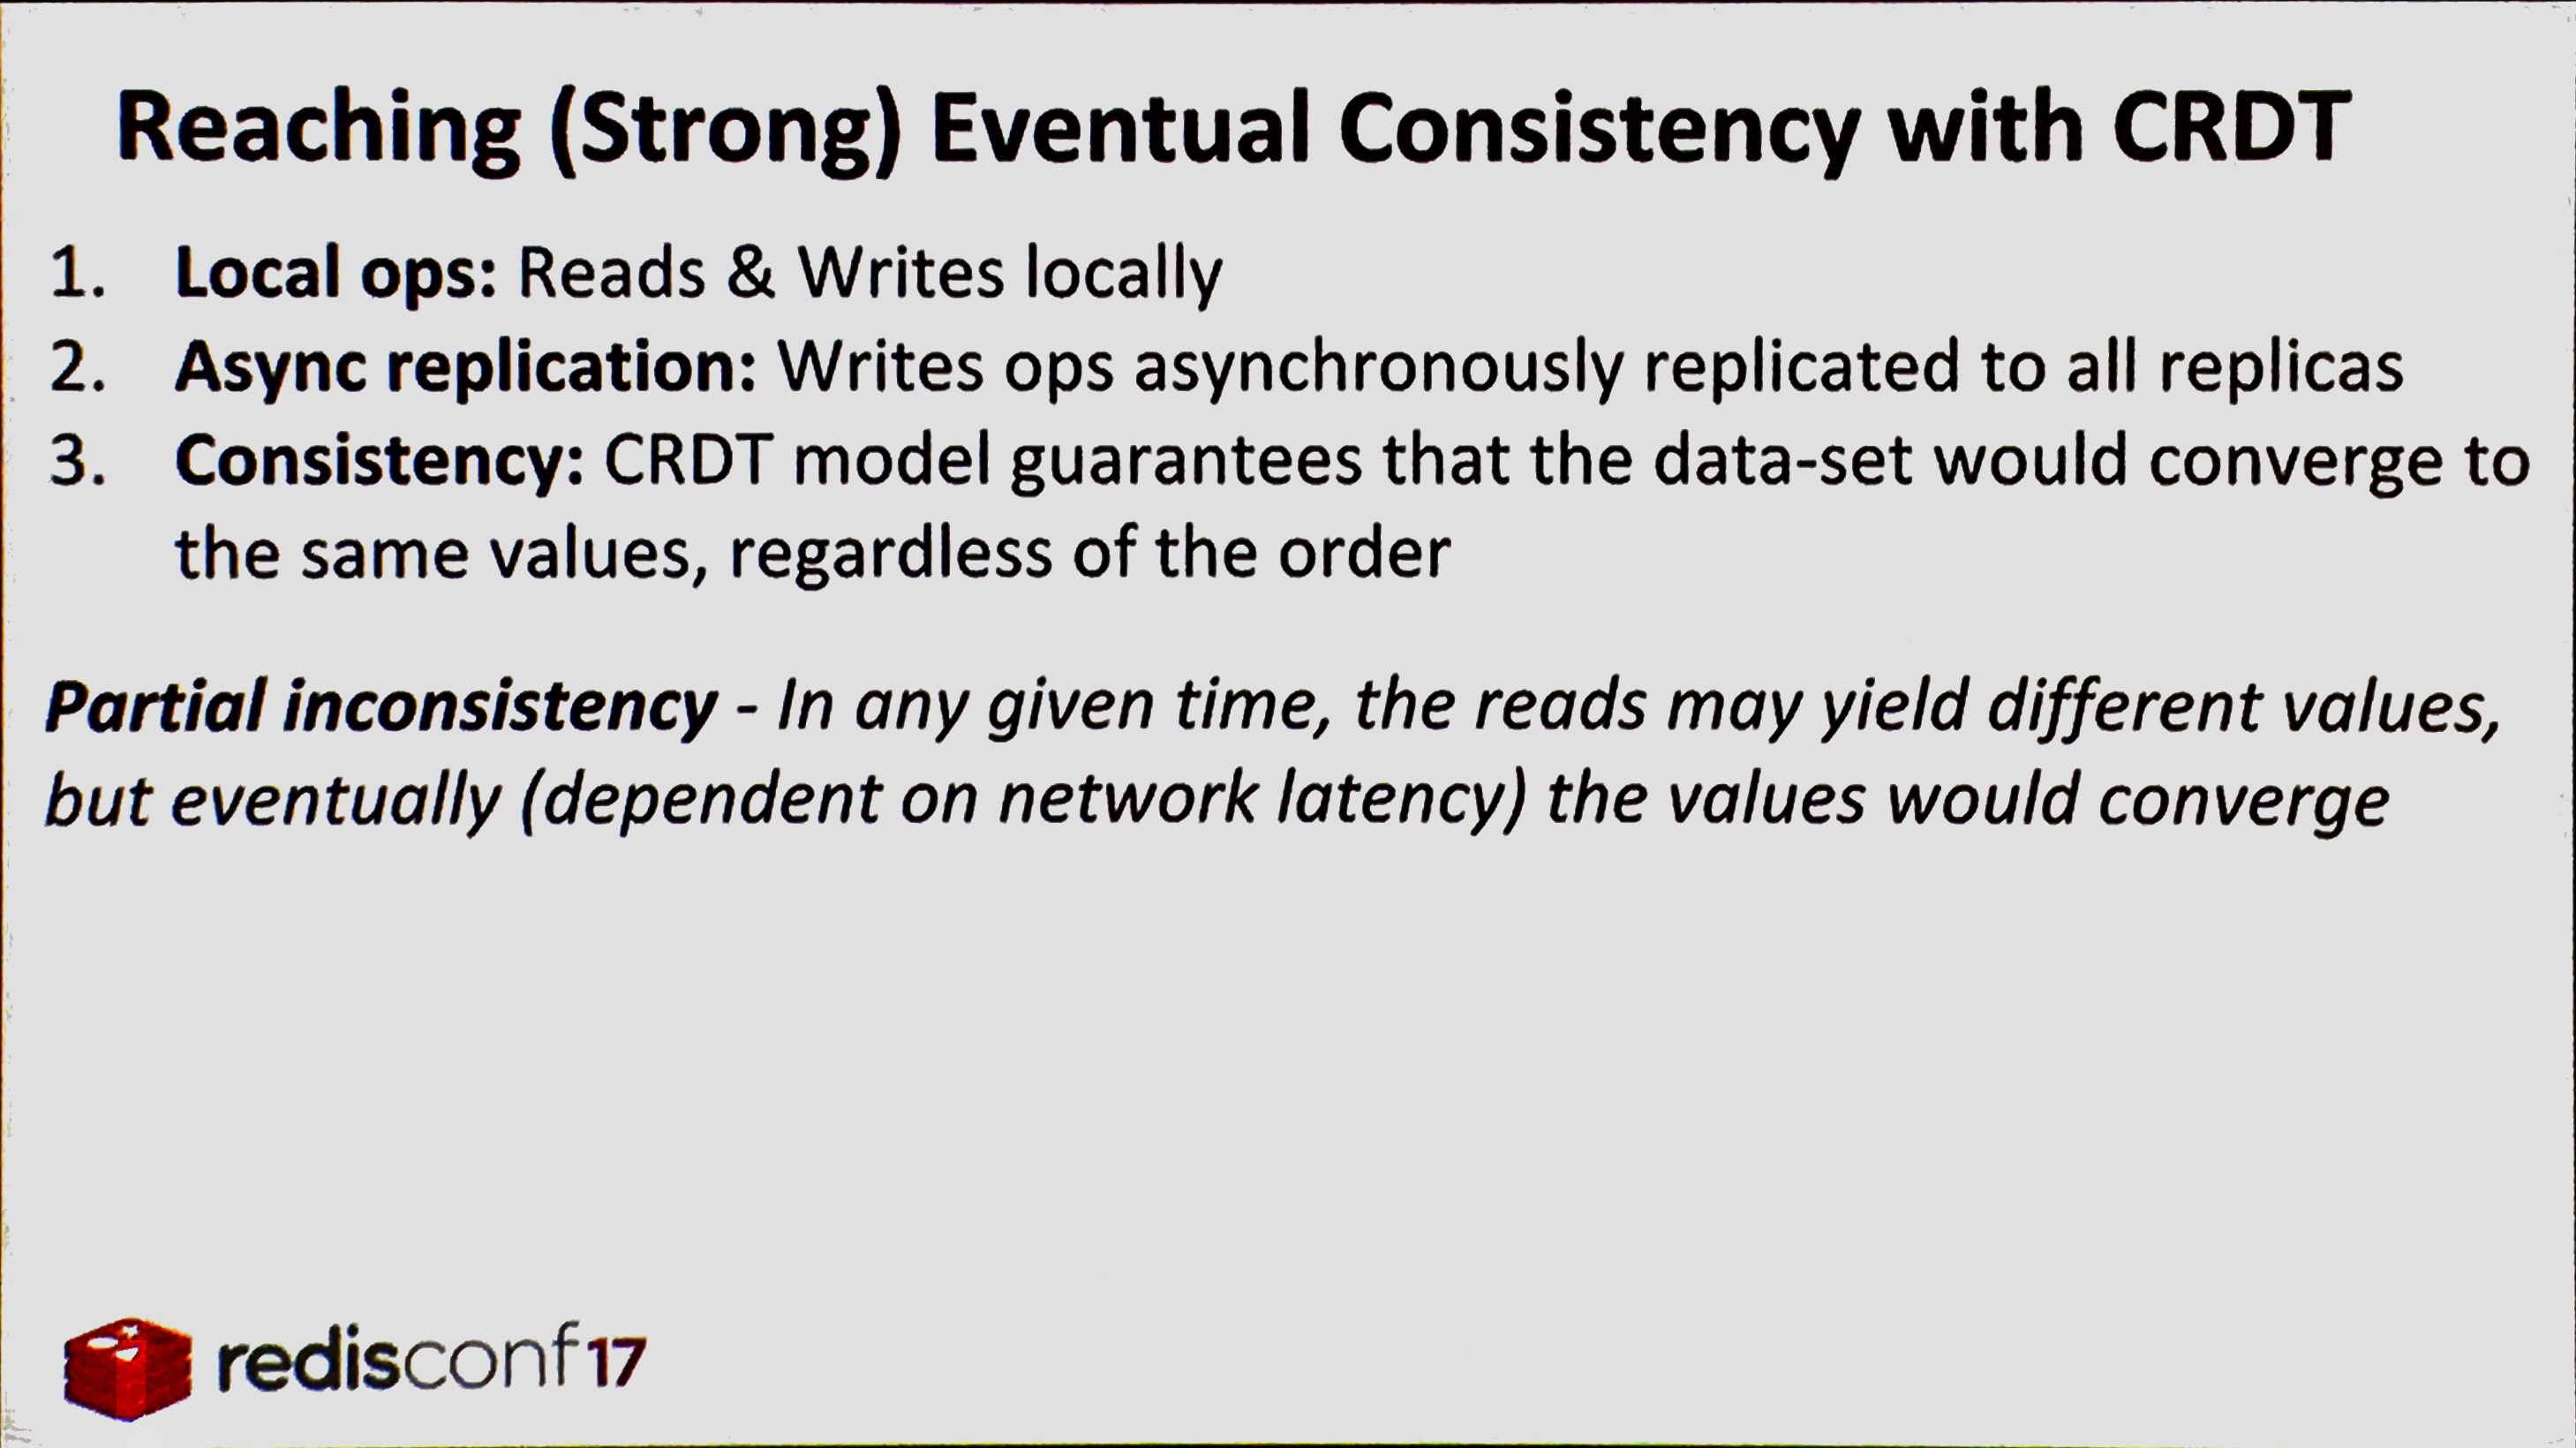 Reaching (Strong) Eventual Consistency with CRDT
1. Local ops: Reads & Writes locally
2. Async replication: Writes ops asynchronously replicated to all replicas
3. Consistency: CRDT model guarantees that the data-set would converge to
the same values, regardless of the order
Partial inconsistency - In any given time, the reads may yield different values,
but eventually (dependent on network latency) the values would converge
redisconf17